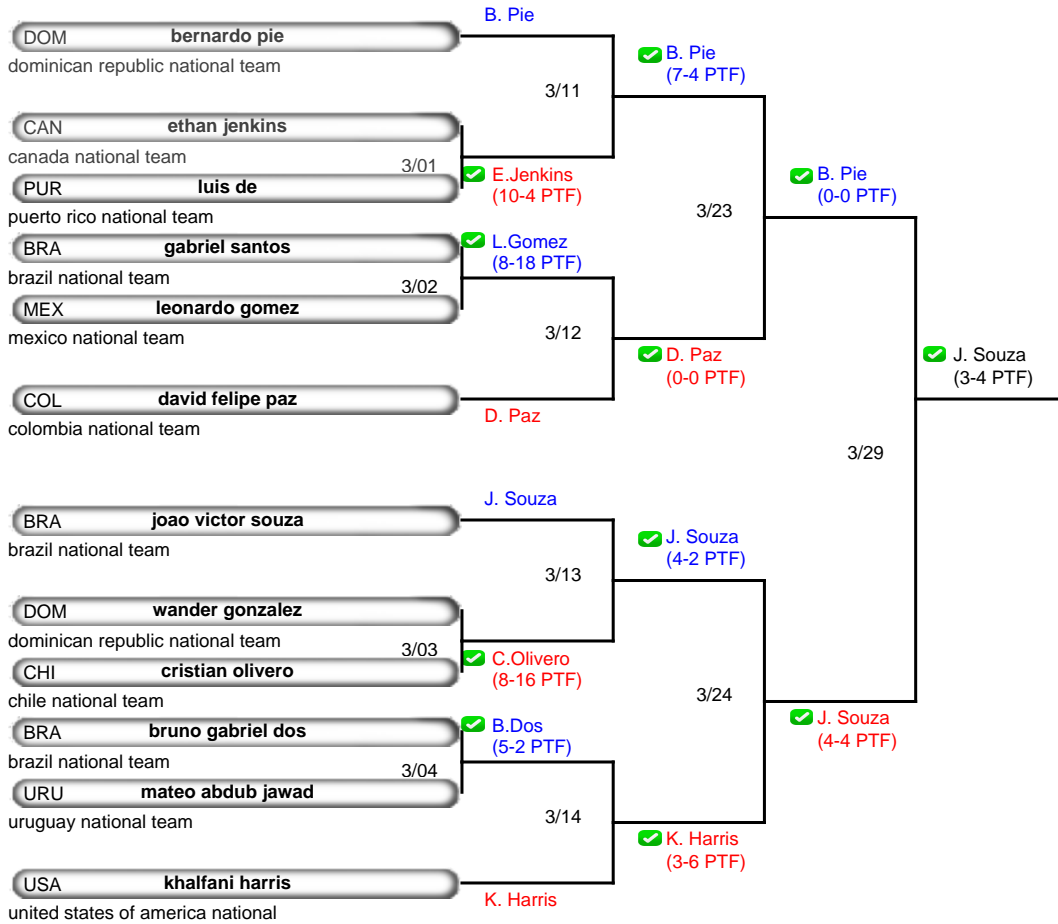 B. Pie
DOM bernardo pie
dominican republic national team
B. Pie
(7-4 PTF)
3/11
CAN ethan jenkins
canada national team
3/01
E.Jenkins
(10-4 PTF)
PUR luis de
puerto rico national team
B. Pie
(0-0 PTF)
3/23
BRA gabriel santos
brazil national team
L.Gomez
(8-18 PTF)
3/02
MEX leonardo gomez
mexico national team
3/12
D. Paz
(0-0 PTF)
J. Souza
(3-4 PTF)
COL david felipe paz
colombia national team
D. Paz
3/29
J. Souza
BRA joao victor souza
brazil national team
J. Souza
(4-2 PTF)
3/13
DOM wander gonzalez
dominican republic national team
3/03
C.Olivero
(8-16 PTF)
CHI cristian olivero
chile national team
3/24
J. Souza
(4-4 PTF)
BRA bruno gabriel dos
brazil national team
B.Dos
(5-2 PTF)
3/04
URU mateo abdub jawad
uruguay national team
3/14
K. Harris
(3-6 PTF)
USA khalfani harris
united states of america national
K. Harris